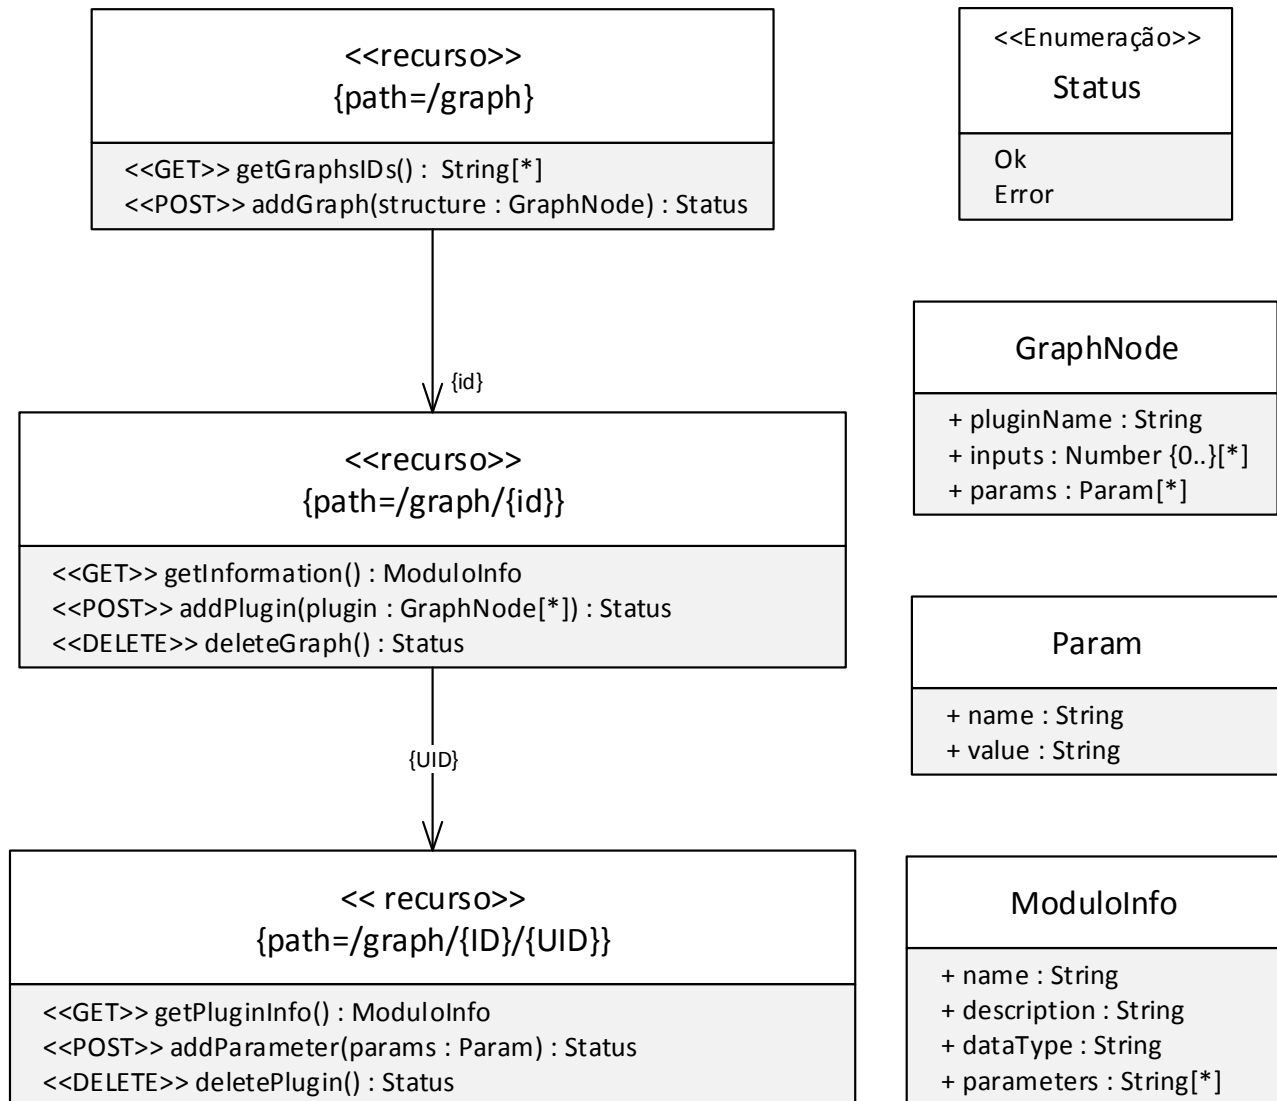 <<recurso>>
{path=/graph}
<<GET>> getGraphsIDs() : String[*]
<<POST>> addGraph(structure : GraphNode) : Status
{id}
<<recurso>>
{path=/graph/{id}}
<<GET>> getInformation() : ModuloInfo
<<POST>> addPlugin(plugin : GraphNode[*]) : Status
<<DELETE>> deleteGraph() : Status
{UID}
<< recurso>>
{path=/graph/{ID}/{UID}}
<<GET>> getPluginInfo() : ModuloInfo
<<POST>> addParameter(params : Param) : Status
<<DELETE>> deletePlugin() : Status
<<Enumeração>>
Status
Ok
Error
GraphNode
+ pluginName : String
+ inputs : Number {0..}[*]
+ params : Param[*]
Param
+ name : String
+ value : String
ModuloInfo
+ name : String
+ description : String
+ dataType : String
+ parameters : String[*]